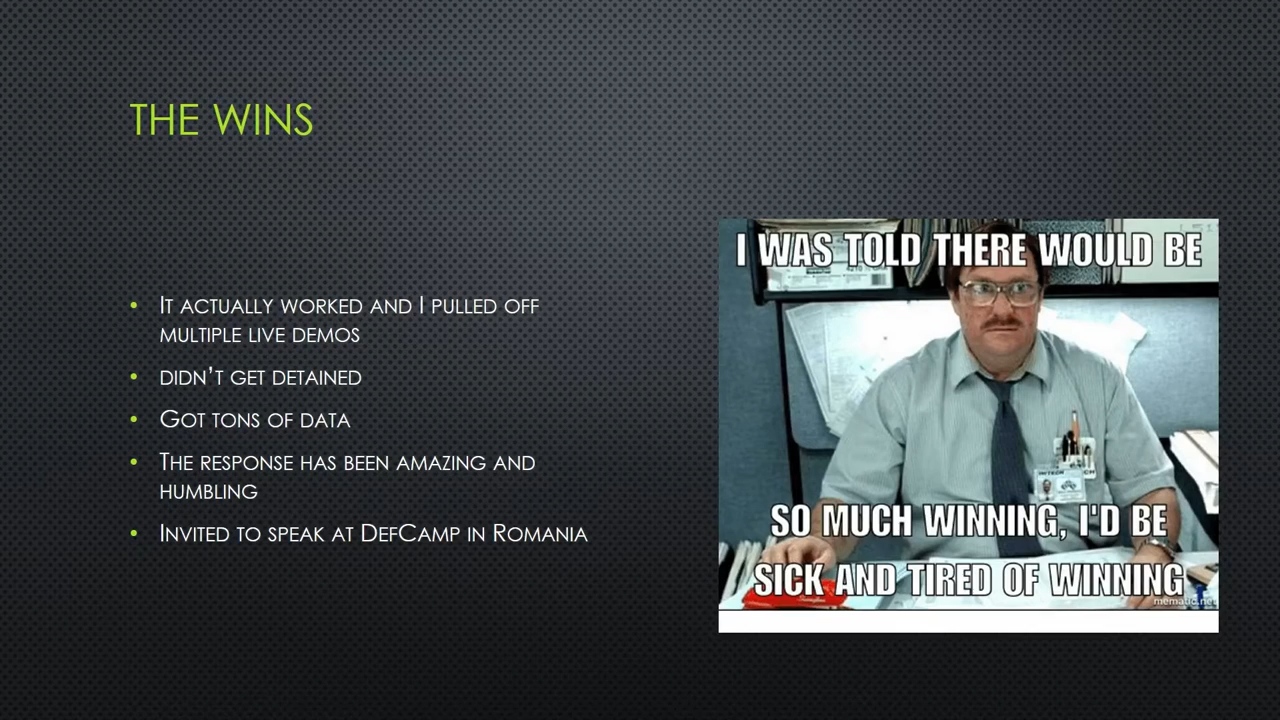 THE WINS
IT ACTUALLY WORKED AND I PULLED OFF
MULTIPLE LIVE DEMOS
DIDN'T GET DETAINED
GOT TONS OF DATA
THE RESPONSE HAS BEEN AMAZING AND
HUMBLING
INVITED TO SPEAK AT DEFCAMP IN ROMANIA
I WAS TOLD THERE WOULD BE
SO MUCH WINNING, I'D BE
SICK AND TIRED OF WINNING
mematic.net